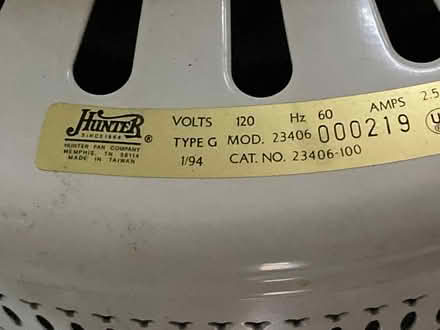 HUNTER ®
SINCE 1886
HUNTER FAN COMPANY
MEMPHIS, TN 38114
MADE IN TAIWAN
VOLTS 120 Hz 60 AMPS 2.5
TYPE G MOD. 23406 000219
1/94 CAT. NO. 23406-100
U